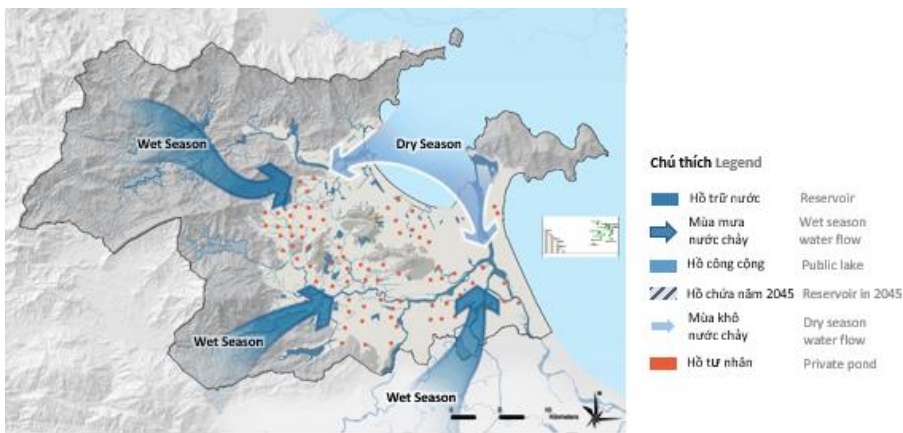 Wet Season
Dry Season
Wet Season
Wet Season
Kilometers
Chú thích Legend
Hồ trữ nước Reservoir
Mùa mưa Wet season
nước chảy water flow
Hồ công cộng Public lake
Hồ chứa năm 2045 Reservoir in 2045
Mùa khô Dry season
nước chảy water flow
Hồ tư nhân Private pond